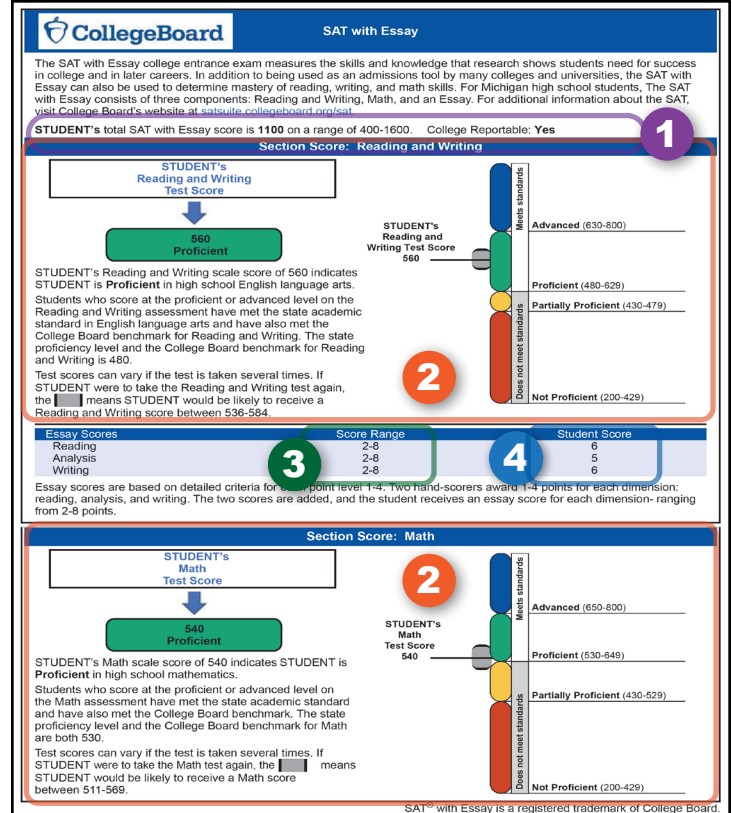 CollegeBoard
SAT with Essay
The SAT with Essay college entrance exam measures the skills and knowledge that research shows students need for success
in college and in later careers. In addition to being used as an admissions tool by many colleges and universities, the SAT with
Essay can also be used to determine mastery of reading, writing, and math skills. For Michigan high school students, The SAT
with Essay consists of three components: Reading and Writing, Math, and an Essay. For additional information about the SAT,
visit College Board's website at satsuite.collegeboard.org/sat.
STUDENT's total SAT with Essay score is 1100 on a range of 400-1600. College Reportable: Yes
1
Section Score: Reading and Writing
STUDENT's
Reading and Writing
Test Score
560
Proficient
STUDENT's Reading and Writing scale score of 560 indicates
STUDENT is Proficient in high school English language arts.
Students who score at the proficient or advanced level on the
Reading and Writing assessment have met the state academic
standard in English language arts and have also met the
College Board benchmark for Reading and Writing. The state
proficiency level and the College Board benchmark for Reading
and Writing is 480.
Test scores can vary if the test is taken several times. If
STUDENT were to take the Reading and Writing test again,
the means STUDENT would be likely to receive a
Reading and Writing score between 536-584.
STUDENT's
Reading and
Writing Test Score
560
Meets standards
Does not meet standards
Advanced (630-800)
Proficient (480-629)
Partially Proficient (430-479)
Not Proficient (200-429)
2
Essay Scores Score Range Student Score
Reading 2-8 6
Analysis 2-8 5
Writing 2-8 6
3
4
Essay scores are based on detailed criteria for point level 1-4. Two hand-scorers award 1-4 points for each dimension:
reading, analysis, and writing. The two scores are added, and the student receives an essay score for each dimension- ranging
from 2-8 points.
Section Score: Math
STUDENT's
Math
Test Score
540
Proficient
STUDENT's Math scale score of 540 indicates STUDENT is
Proficient in high school mathematics.
Students who score at the proficient or advanced level on
the Math assessment have met the state academic standard
and have also met the College Board benchmark. The state
proficiency level and the College Board benchmark for Math
are both 530.
Test scores can vary if the test is taken several times. If
STUDENT were to take the Math test again, the means
STUDENT would be likely to receive a Math score
between 511-569.
2
STUDENT's
Math
Test Score
540
Meets standards
Does not meet standards
Advanced (650-800)
Proficient (530-649)
Partially Proficient (430-529)
Not Proficient (200-429)
SAT® with Essay is a registered trademark of College Board.